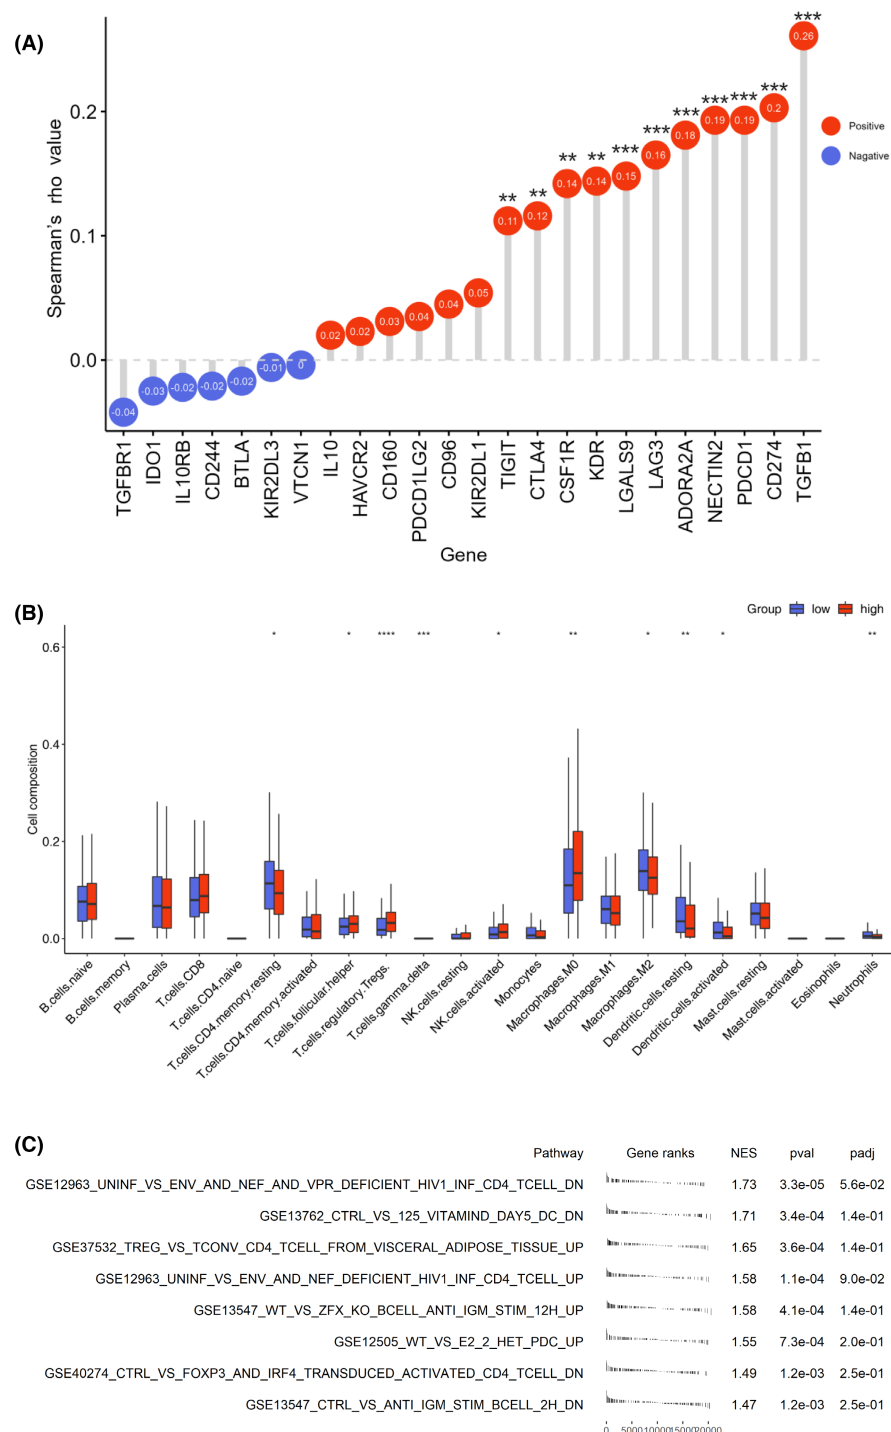 (A)
***
0.26
***
0.2
***
0.19
***
0.19
***
0.18
***
0.16
***
0.15
**
0.14
**
0.14
**
0.12
**
0.11
0.05
0.04
0.04
0.03
0.02
0.02
0
-0.01
-0.02
-0.02
-0.02
-0.03
-0.04
Positive
Nagative
Spearman's rho value
0.2
0.1
0.0
TGFBR1
IDO1
IL10RB
CD244
BTLA
KIR2DL3
VTCN1
IL10
HAVCR2
CD160
PDCD1LG2
CD96
KIR2DL1
TIGIT
CTLA4
CSF1R
KDR
LGALS9
LAG3
ADORA2A
NECTIN2
PDCD1
CD274
TGFB1
Gene
(B)
Group low high
* * **** *** * ** * ** * **
Cell composition
0.6
0.4
0.2
0.0
B.cells.naive
B.cells.memory
Plasma.cells
T.cells.CD8
T.cells.CD4.naive
T.cells.CD4.memory.resting
T.cells.CD4.memory.activated
T.cells.follicular.helper
T.cells.regulatory.Tregs.
T.cells.gamma.delta
NK.cells.resting
NK.cells.activated
Monocytes
Macrophages.M0
Macrophages.M1
Macrophages.M2
Dendritic.cells.resting
Dendritic.cells.activated
Mast.cells.resting
Mast.cells.activated
Eosinophils
Neutrophils
(C)
Pathway Gene ranks NES pval padj
GSE12963_UNINF_VS_ENV_AND_NEF_AND_VPR_DEFICIENT_HIV1_INF_CD4_TCELL_DN 1.73 3.3e-05 5.6e-02
GSE13762_CTRL_VS_125_VITAMIND_DAY5_DC_DN 1.71 3.4e-04 1.4e-01
GSE37532_TREG_VS_TCONV_CD4_TCELL_FROM_VISCERAL_ADIPOSE_TISSUE_UP 1.65 3.6e-04 1.4e-01
GSE12963_UNINF_VS_ENV_AND_NEF_DEFICIENT_HIV1_INF_CD4_TCELL_UP 1.58 1.1e-04 9.0e-02
GSE13547_WT_VS_ZFX_KO_BCELL_ANTI_IGM_STIM_12H_UP 1.58 4.1e-04 1.4e-01
GSE12505_WT_VS_E2_2_HET_PDC_UP 1.55 7.3e-04 2.0e-01
GSE40274_CTRL_VS_FOXP3_AND_IRF4_TRANSDUCED_ACTIVATED_CD4_TCELL_DN 1.49 1.2e-03 2.5e-01
GSE13547_CTRL_VS_ANTI_IGM_STIM_BCELL_2H_DN 1.47 1.2e-03 2.5e-01
0 5000 10000 15000 20000